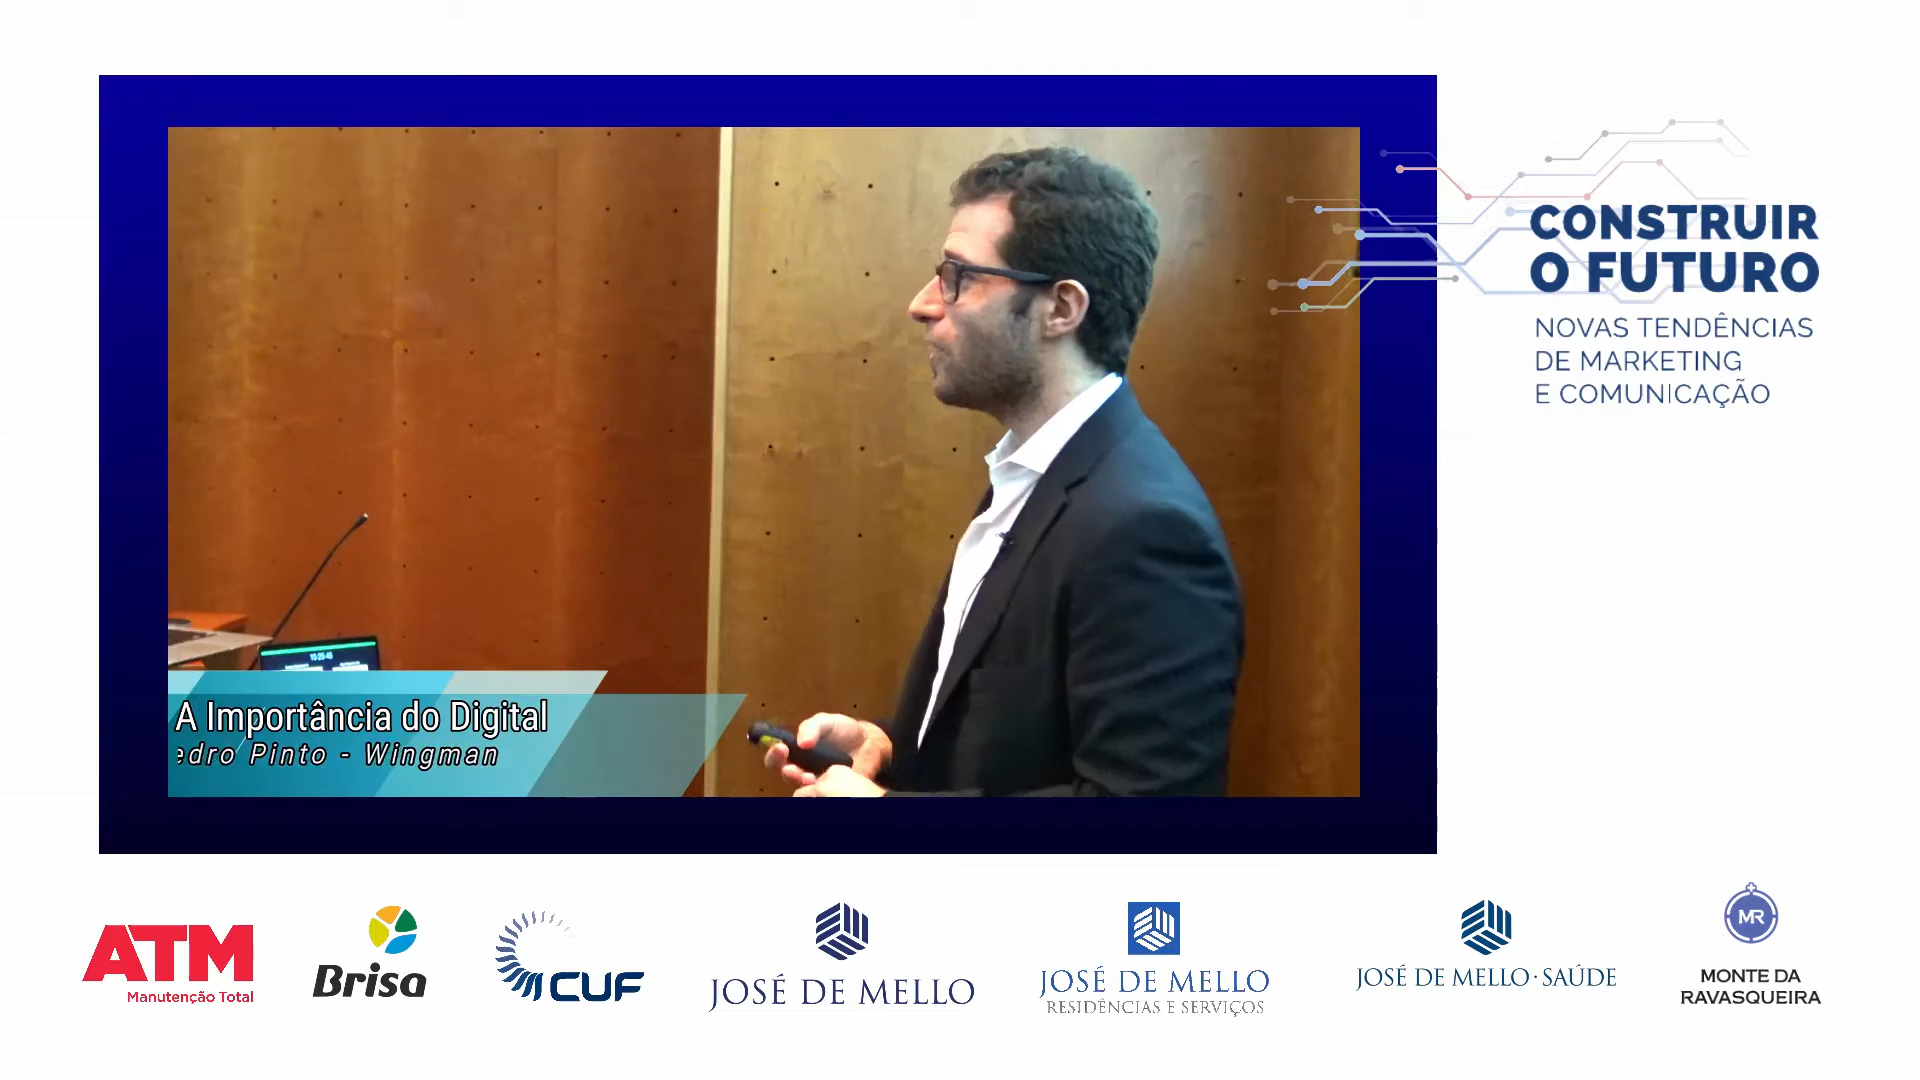 CONSTRUIR
O FUTURO
NOVAS TENDÊNCIAS
DE MARKETING
E COMUNICAÇÃO
A Importância do Digital
edro Pinto - Wingman
ATM
Manutenção Total
Brisa
CUF
JOSÉ DE MELLO
JOSÉ DE MELLO
RESIDÊNCIAS E SERVIÇOS
JOSÉ DE MELLO·SAÚDE
MR
MONTE DA
RAVASQUEIRA